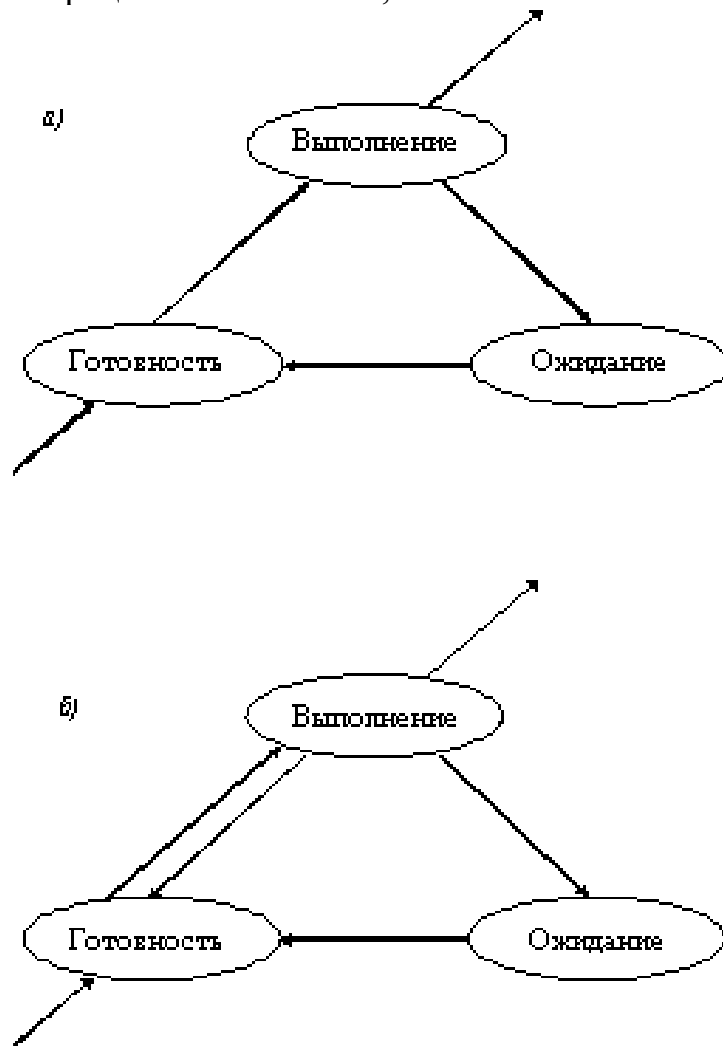 а)
Выполнение
Готовность
Ожидание
б)
Выполнение
Готовность
Ожидание